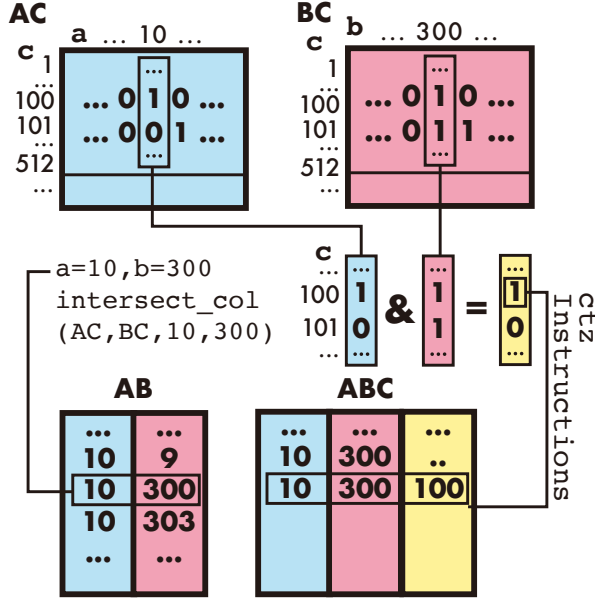 AC
BC
a ... 10 ...
b ... 300 ...
c
c
1
...
100
101
...
512
...
...
... 0 1 0 ...
... 0 0 1 ...
...
1
...
100
101
...
512
...
...
... 0 1 0 ...
... 0 1 1 ...
...
a=10,b=300
intersect_col
(AC,BC,10,300)
c
... ... ... ...
100 1 1 1
& =
101 0 1 0
... ... ... ...
ctz
Instructions
AB
... ...
10 9
10 300
10 303
... ...
ABC
... ... ...
10 300 ..
10 300 100